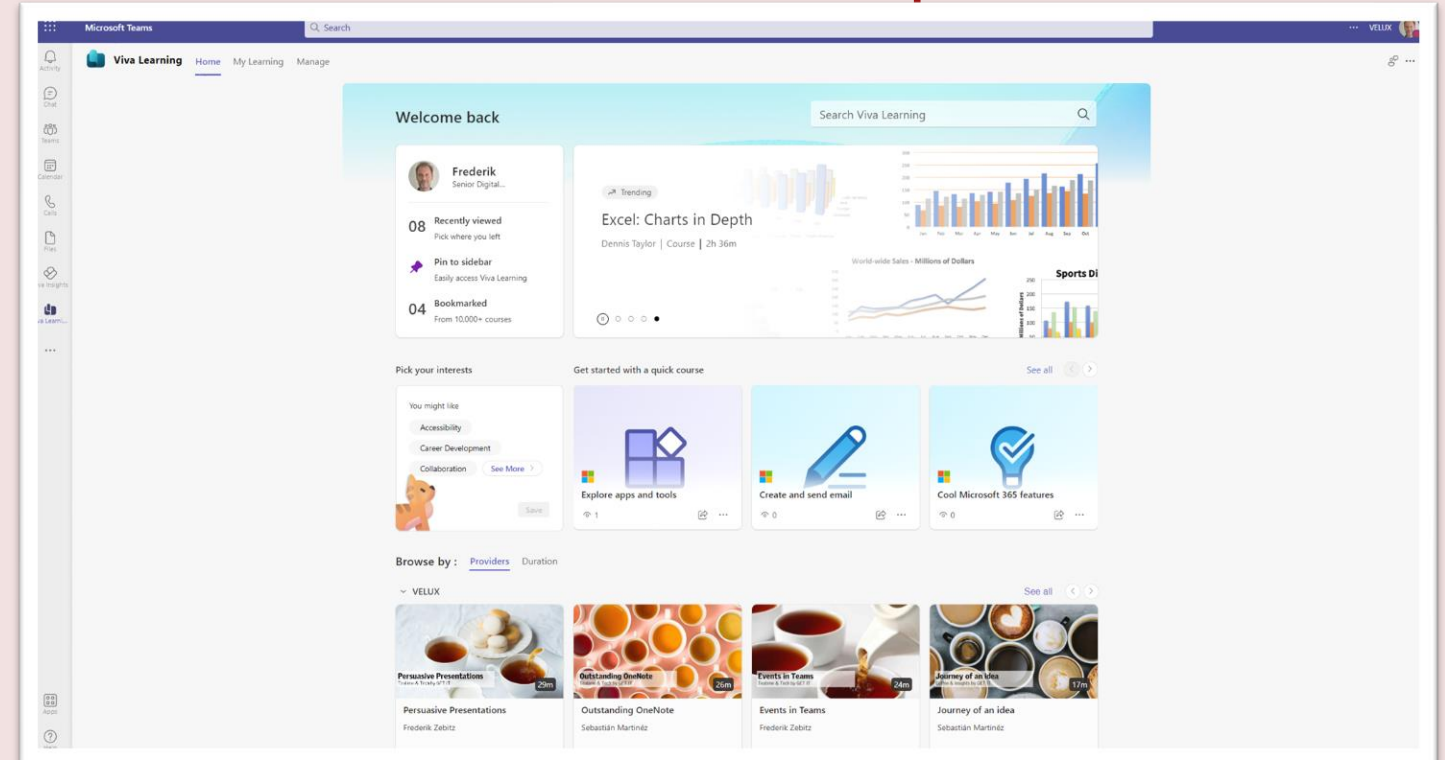 Microsoft Teams
Search
VELUX
Activity
Chat
Teams
Calendar
Calls
Files
Viva Learning
Home
My Learning
Manage
Welcome back
Search Viva Learning
Frederik
Senior Digital...
08
Recently viewed
Pick where you left
Pin to sidebar
Easily access Viva Learning
04
Bookmarked
From 10,000+ courses
Trending
Excel: Charts in Depth
Dennis Taylor | Course | 2h 36m
World-wide Sales - Millions of Dollars
Sports Di
Millions of Dollars
Pick your interests
You might like
Accessibility
Career Development
Collaboration
See More
Save
Get started with a quick course
See all
Explore apps and tools
1
Create and send email
0
Cool Microsoft 365 features
0
Browse by :
Providers
Duration
VELUX
See all
Persuasive Presentations
29m
Persuasive Presentations
Frederik Zebitz
Outstanding OneNote
26m
Outstanding OneNote
Sebastián Martinéz
Events in Teams
24m
Events in Teams
Frederik Zebitz
Journey of an idea
17m
Journey of an idea
Sebastián Martinéz
Apps